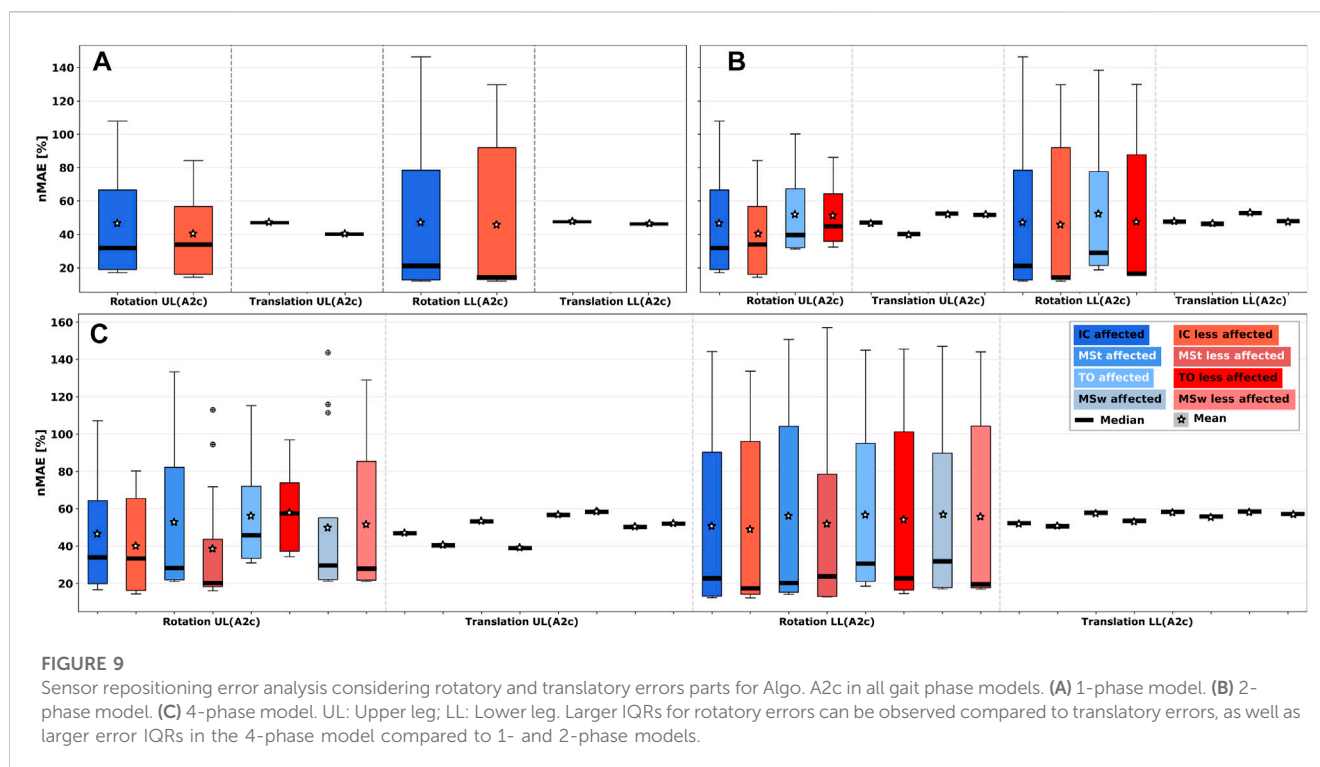 A
B
nMAE [%]
140
120
100
80
60
40
20
Rotation UL(A2c)
Translation UL(A2c)
Rotation LL(A2c)
Translation LL(A2c)
Rotation UL(A2c)
Translation UL(A2c)
Rotation LL(A2c)
Translation LL(A2c)
C
nMAE [%]
160
140
120
100
80
60
40
20
IC affected
IC less affected
MSt affected
MSt less affected
TO affected
TO less affected
MSw affected
MSw less affected
Median
Mean
Rotation UL(A2c)
Translation UL(A2c)
Rotation LL(A2c)
Translation LL(A2c)
FIGURE 9
Sensor repositioning error analysis considering rotatory and translatory errors parts for Algo. A2c in all gait phase models. (A) 1-phase model. (B) 2-
phase model. (C) 4-phase model. UL: Upper leg; LL: Lower leg. Larger IQRs for rotatory errors can be observed compared to translatory errors, as well as
larger error IQRs in the 4-phase model compared to 1- and 2-phase models.